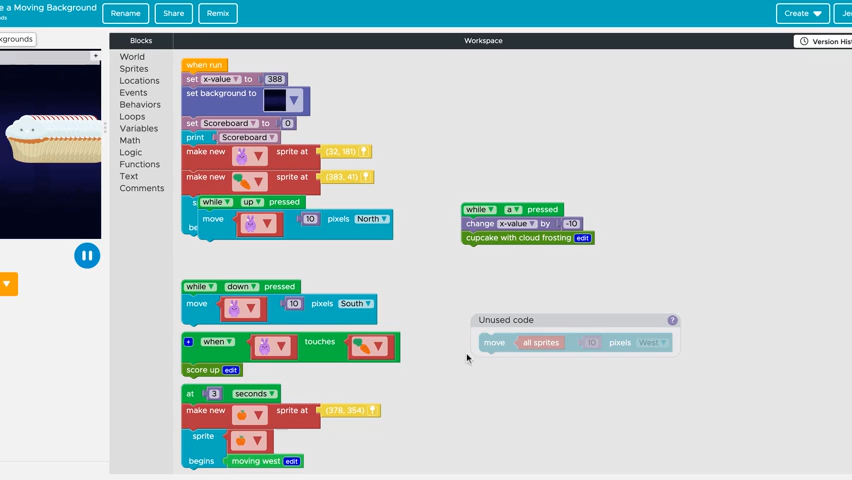 e a Moving Background
Rename
Share
Remix
Create
Je
kgrounds
Blocks
Workspace
Version His
World
Sprites
Locations
Events
Behaviors
Loops
Variables
Math
Logic
Functions
Text
Comments
when run
set x-value to 388
set background to
set Scoreboard to 0
print Scoreboard
make new sprite at (32, 181)
make new sprite at (383, 41)
s
be
while up pressed
move 10 pixels North
while down pressed
move 10 pixels South
when touches
score up edit
at 3 seconds
make new sprite at (378, 354)
sprite
begins moving west edit
while a pressed
change x-value by -10
cupcake with cloud frosting edit
Unused code ?
move all sprites 10 pixels West